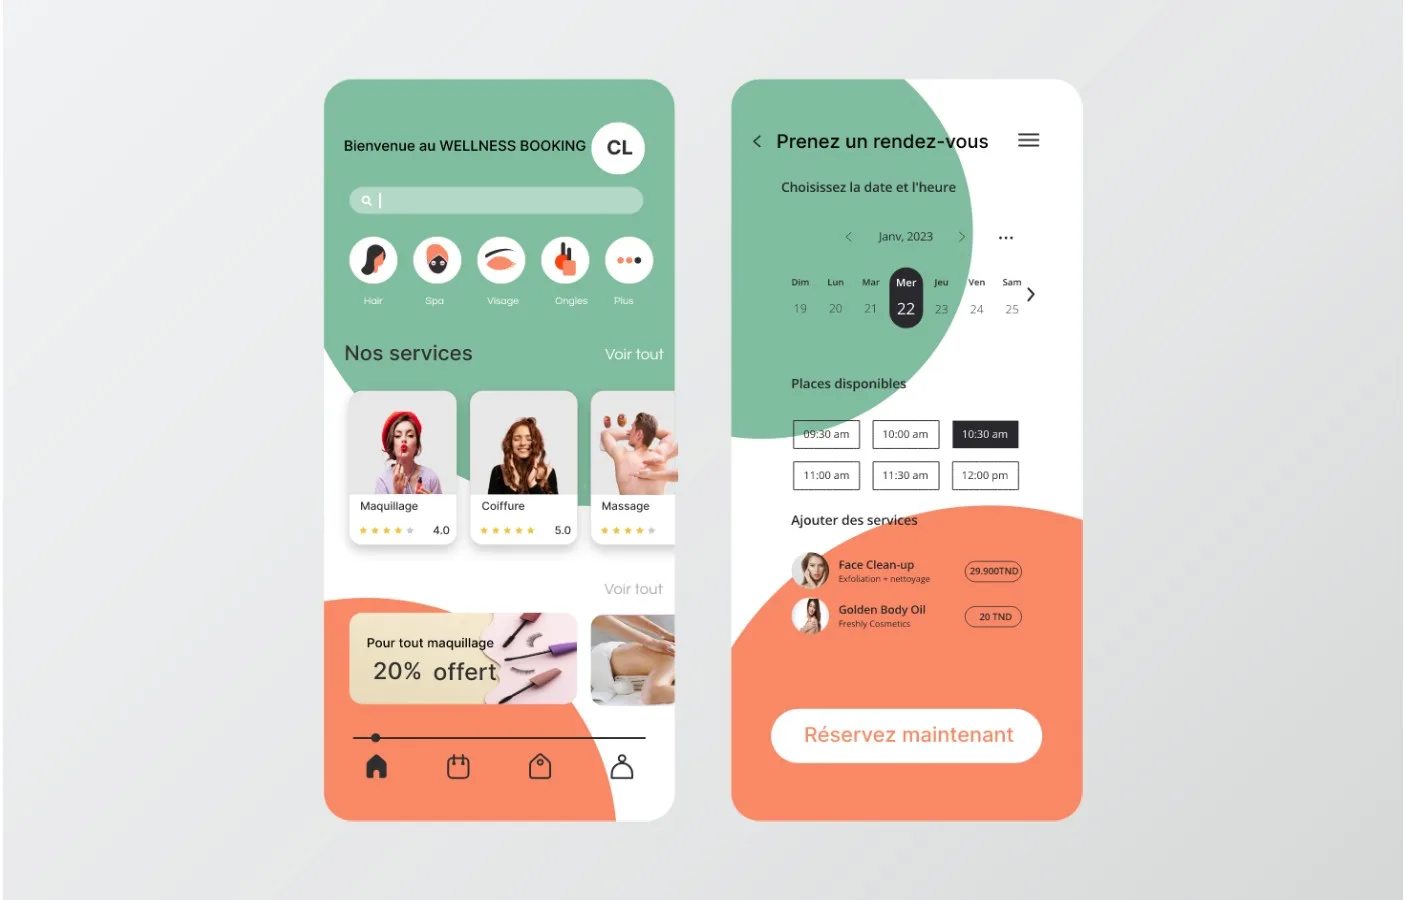 Bienvenue au WELLNESS BOOKING
CL
Hair Spa Visage Ongles Plus
Nos services
Voir tout
Maquillage
4.0
Coiffure
5.0
Massage
Voir tout
Pour tout maquillage
20% offert
Prenez un rendez-vous
Choisissez la date et l'heure
Janv, 2023
Dim Lun Mar Mer Jeu Ven Sam
19 20 21 22 23 24 25
Places disponibles
09:30 am 10:00 am 10:30 am
11:00 am 11:30 am 12:00 pm
Ajouter des services
Face Clean-up
Exfoliation + nettoyage
29.900TND
Golden Body Oil
Freshly Cosmetics
20 TND
Réservez maintenant